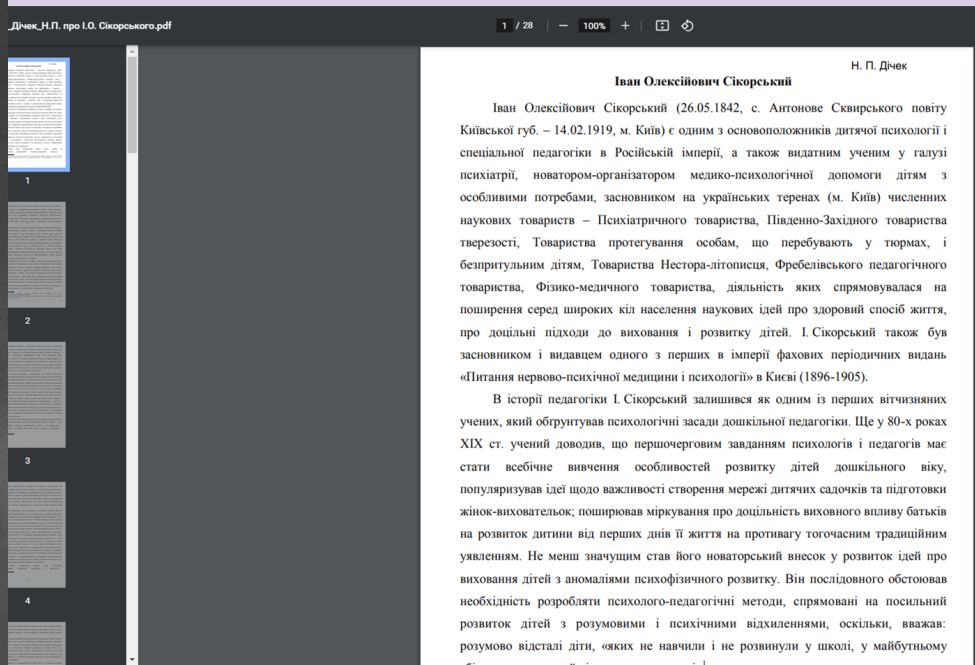 _Дічек_Н.П. про І.О. Сікорського.pdf
1 / 28
100%
Н. П. Дічек
Іван Олексійович Сікорський
Іван Олексійович Сікорський (26.05.1842, с. Антонове Сквирського повіту
Київської губ. – 14.02.1919, м. Київ) є одним з основоположників дитячої психології і
спеціальної педагогіки в Російській імперії, а також видатним ученим у галузі
психіатрії, новатором-організатором медико-психологічної допомоги дітям з
особливими потребами, засновником на українських теренах (м. Київ) численних
наукових товариств – Психіатричного товариства, Південно-Західного товариства
тверезості, Товариства протегування особам, що перебувають у тюрмах, і
безпритульним дітям, Товариства Нестора-літописця, Фребелівського педагогічного
товариства, Фізико-медичного товариства, діяльність яких спрямовувалася на
поширення серед широких кіл населення наукових ідей про здоровий спосіб життя,
про доцільні підходи до виховання і розвитку дітей. І. Сікорський також був
засновником і видавцем одного з перших в імперії фахових періодичних видань
«Питання нервово-психічної медицини і психології» в Києві (1896-1905).
В історії педагогіки І. Сікорський залишився як одним із перших вітчизняних
учених, який обґрунтував психологічні засади дошкільної педагогіки. Ще у 80-х роках
ХІХ ст. учений доводив, що першочерговим завданням психологів і педагогів має
стати всебічне вивчення особливостей розвитку дітей дошкільного віку,
популяризував ідеї щодо важливості створення мережі дитячих садочків та підготовки
жінок-виховательок; поширював міркування про доцільність виховного впливу батьків
на розвиток дитини від перших днів її життя на противагу тогочасним традиційним
уявленням. Не менш значущим став його новаторський внесок у розвиток ідей про
виховання дітей з аномаліями психофізичного розвитку. Він послідовно обстоював
необхідність розробляти психолого-педагогічні методи, спрямовані на посильний
розвиток дітей з розумовими і психічними відхиленнями, оскільки, вважав:
розумово відсталі діти, «яких не навчили і не розвинули у школі, у майбутньому
1
2
3
4